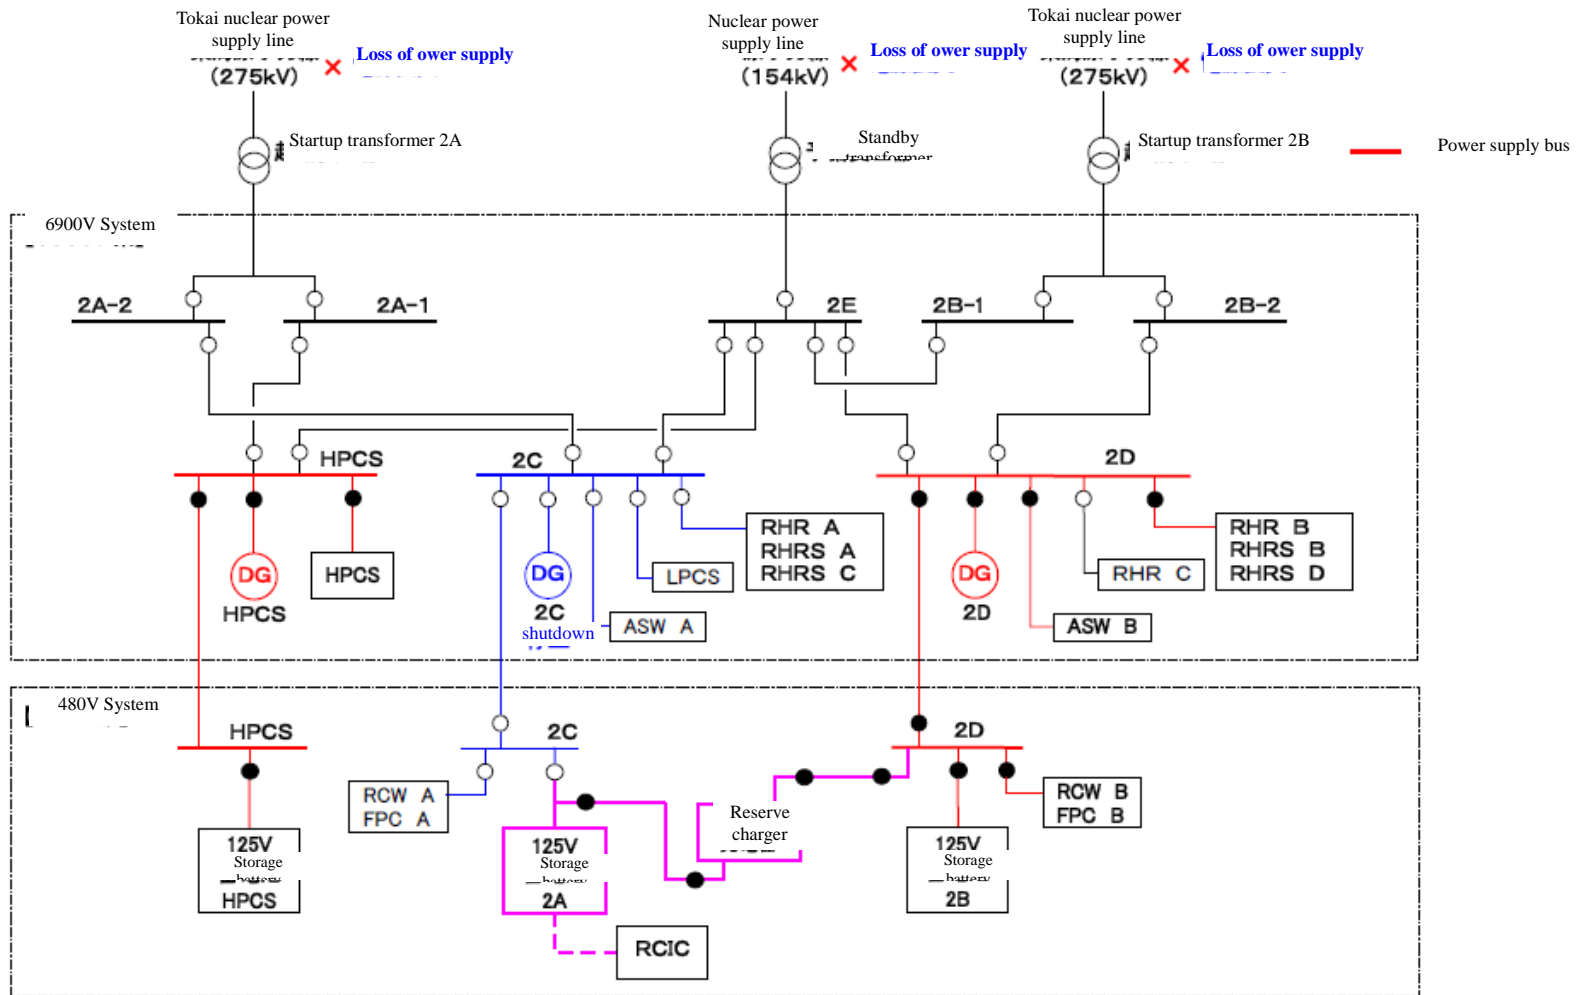 Tokai nuclear power
supply line
Loss of ower supply
(275kV)
Nuclear power
supply line
Loss of ower supply
(154kV)
Tokai nuclear power
supply line
Loss of ower supply
(275kV)
Startup transformer 2A
Standby
transformer
Startup transformer 2B
Power supply bus
6900V System
2A-2
2A-1
2E
2B-1
2B-2
HPCS
2C
2D
DG
HPCS
HPCS
DG
2C
shutdown
ASW A
LPCS
RHR A
RHRS A
RHRS C
DG
2D
ASW B
RHR C
RHR B
RHRS B
RHRS D
480V System
HPCS
2C
2D
125V
Storage
battery
HPCS
RCW A
FPC A
125V
Storage
battery
2A
RCIC
Reserve
charger
125V
Storage
battery
2B
RCW B
FPC B